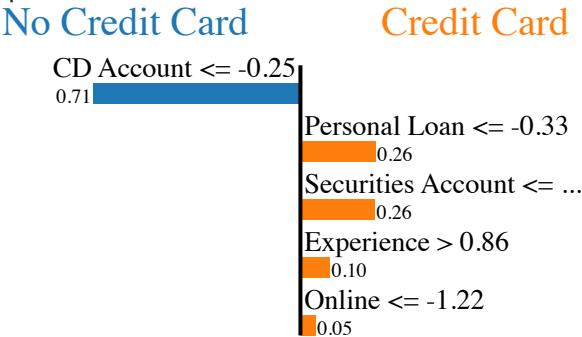 No Credit Card Credit Card
CD Account <= -0.25
0.71
Personal Loan <= -0.33
0.26
Securities Account <= ...
0.26
Experience > 0.86
0.10
Online <= -1.22
0.05